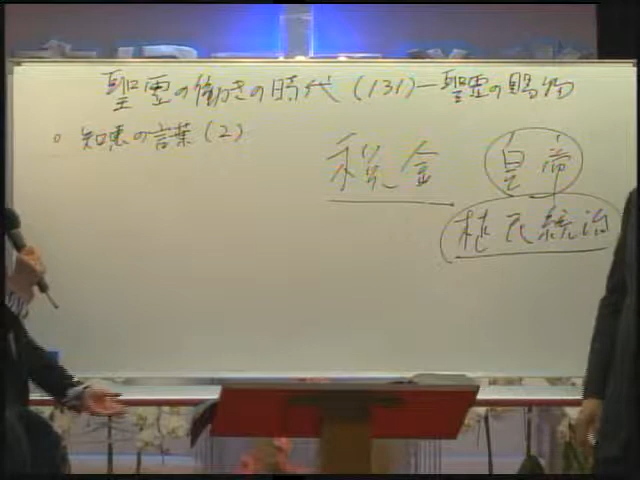 聖霊の働きの時代(131)ー聖霊の賜物
○ 知恵の言葉(2)
税金 皇帝
植民統治